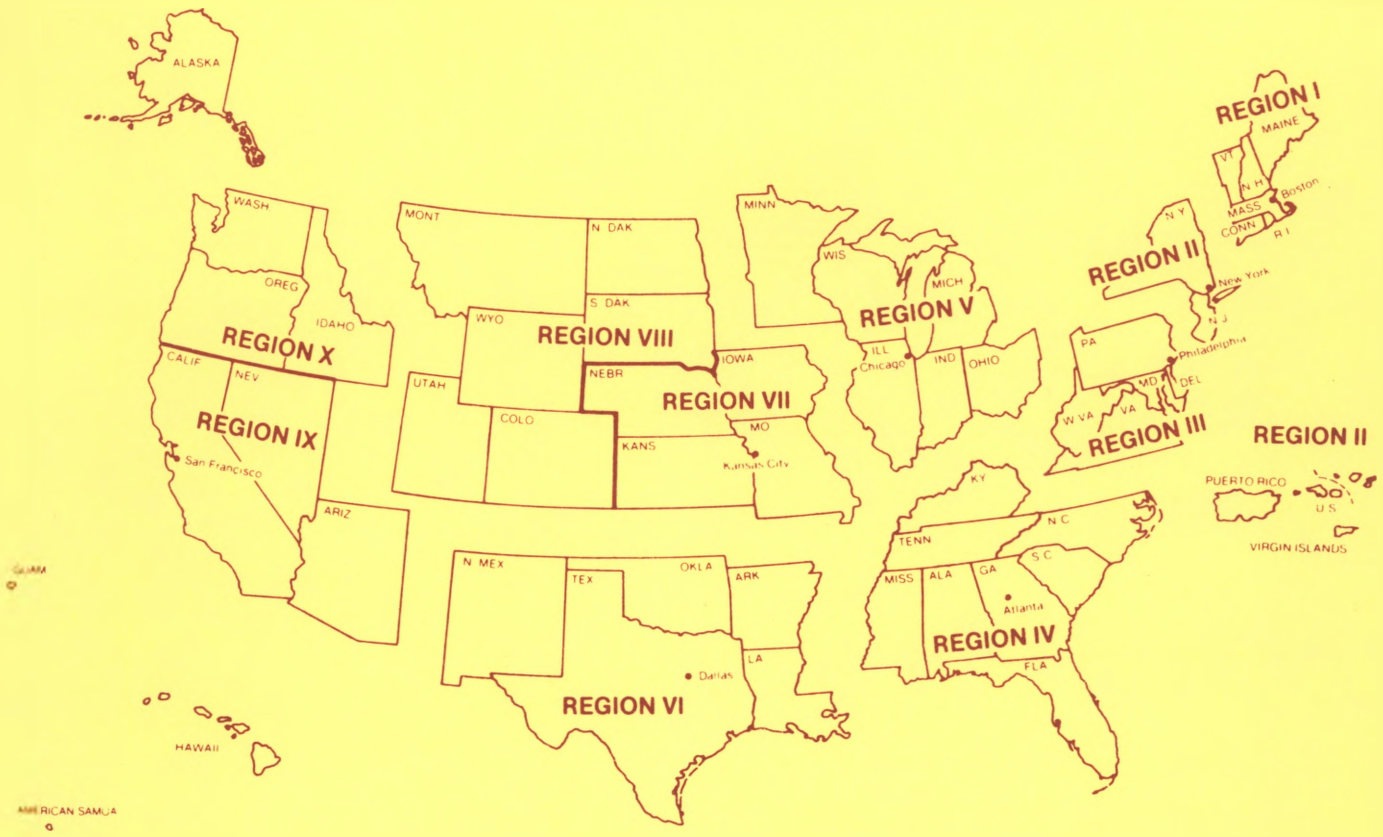 ALASKA
REGION I
MAINE
VT
N H
Boston
MASS
CONN
R I
WASH
MONT
N DAK
MINN
N Y
WIS
REGION II
OREG
MICH
New York
S DAK
REGION V
IDAHO
WYO
N J
REGION X
REGION VIII
PA
Philadelphia
CALIF
NEV
UTAH
NEBR
IOWA
ILL
Chicago
IND
OHIO
MD
DEL
REGION VII
W VA
VA
REGION IX
COLO
MO
REGION III
REGION II
KANS
San Francisco
Kansas City
KY
PUERTO RICO
U.S.
VIRGIN ISLANDS
ARIZ
N C
TENN
S C
GUAM
N MEX
TEX
OKLA
ARK
MISS
ALA
GA
Atlanta
REGION IV
LA
FLA
Dallas
REGION VI
HAWAII
AMERICAN SAMOA